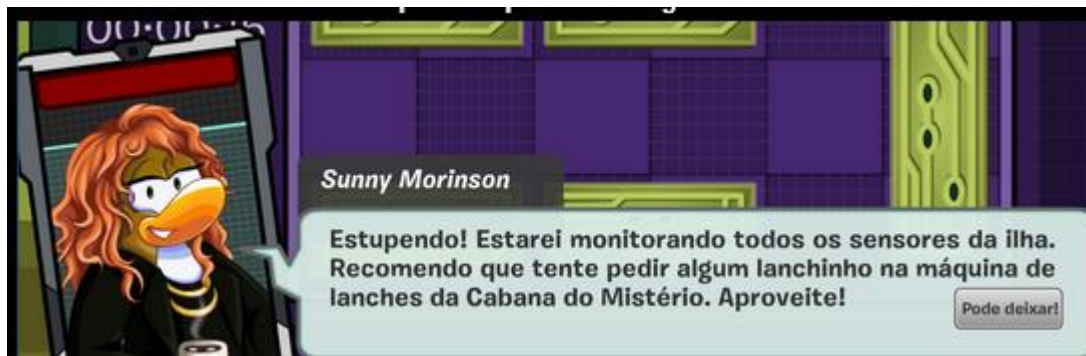 Sunny Morinson
Estupendo! Estarei monitorando todos os sensores da ilha.
Recomendo que tente pedir algum lanchinho na máquina de
lanches da Cabana do Mistério. Aproveite!
Pode deixar!